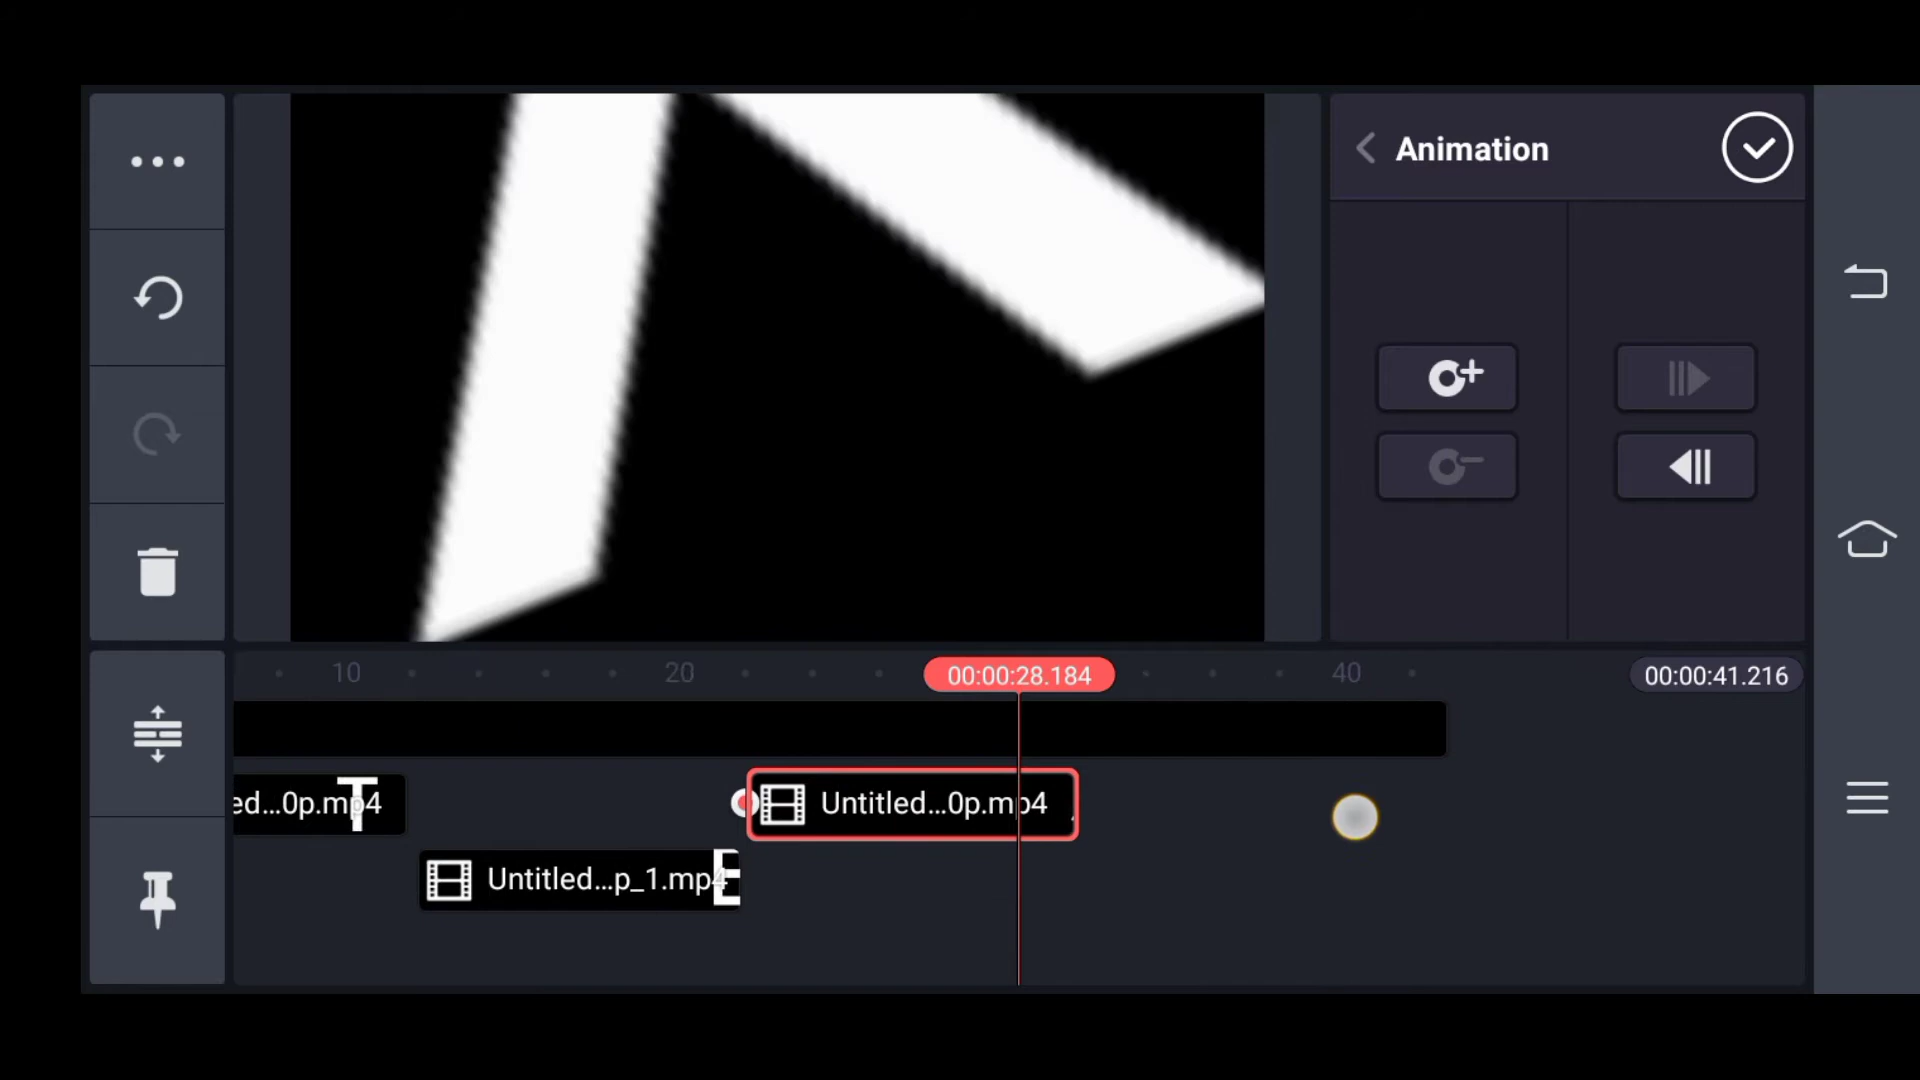 Animation
10
20
00:00:28.184
40
00:00:41.216
ed...0p.mp4
T
Untitled...0p.mp4
Untitled...p_1.mp4
E